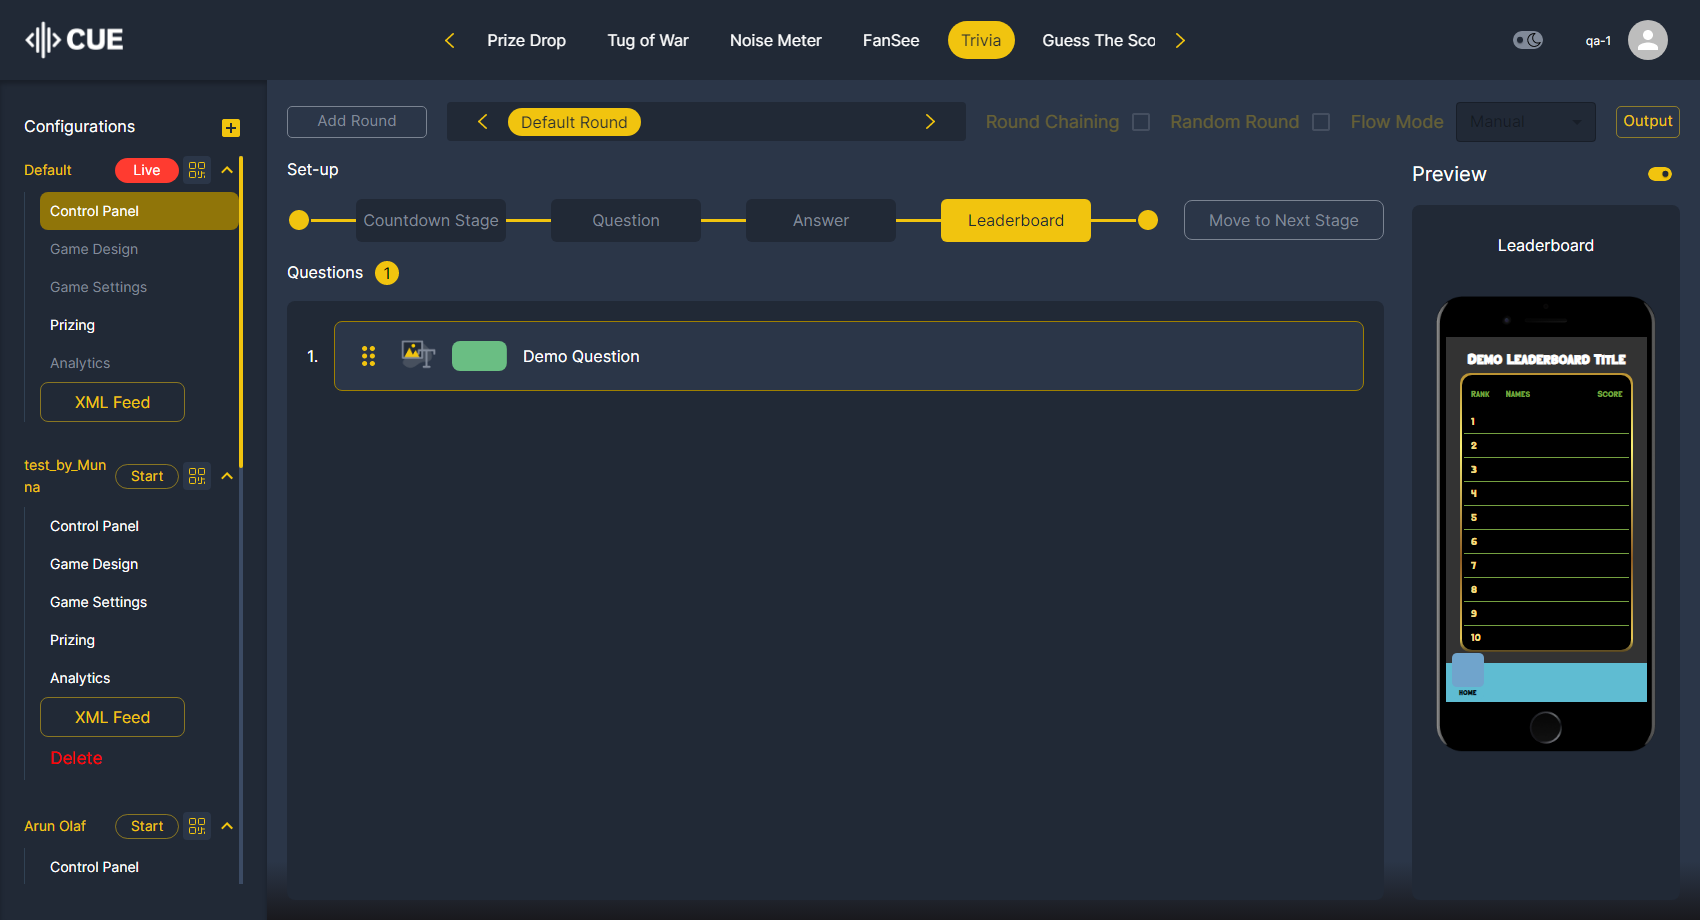 CUE
Prize Drop
Tug of War
Noise Meter
FanSee
Trivia
Guess The Sco
qa-1
Configurations
Default
Live
Control Panel
Game Design
Game Settings
Prizing
Analytics
XML Feed
test_by_Mun
na
Start
Control Panel
Game Design
Game Settings
Prizing
Analytics
XML Feed
Delete
Arun Olaf
Start
Control Panel
Add Round
Default Round
Round Chaining
Random Round
Flow Mode
Manual
Output
Set-up
Countdown Stage
Question
Answer
Leaderboard
Move to Next Stage
Questions
1
1.
T
Demo Question
Preview
Leaderboard
Demo Leaderboard Title
Rank Names Score
1
2
3
4
5
6
7
8
9
10
HOME